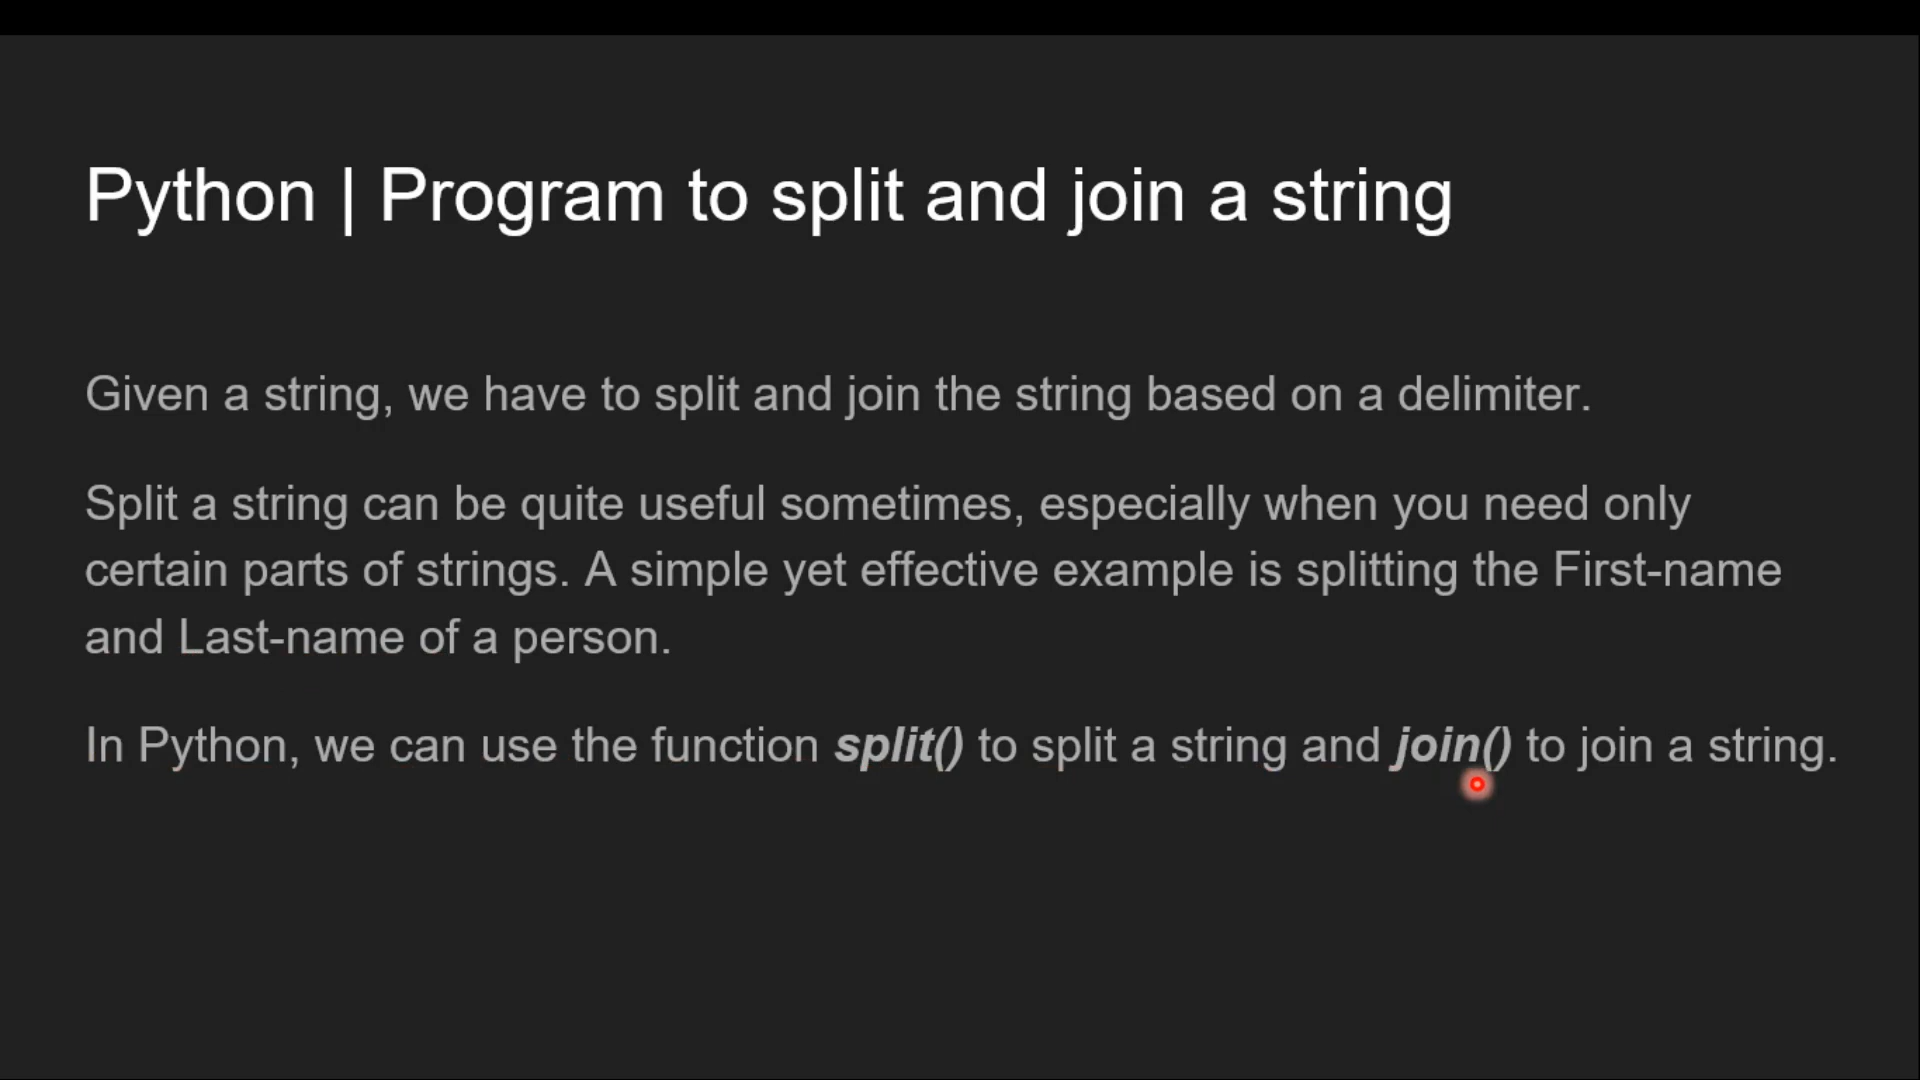 Python | Program to split and join a string
Given a string, we have to split and join the string based on a delimiter.
Split a string can be quite useful sometimes, especially when you need only
certain parts of strings. A simple yet effective example is splitting the First-name
and Last-name of a person.
In Python, we can use the function split() to split a string and join() to join a string.